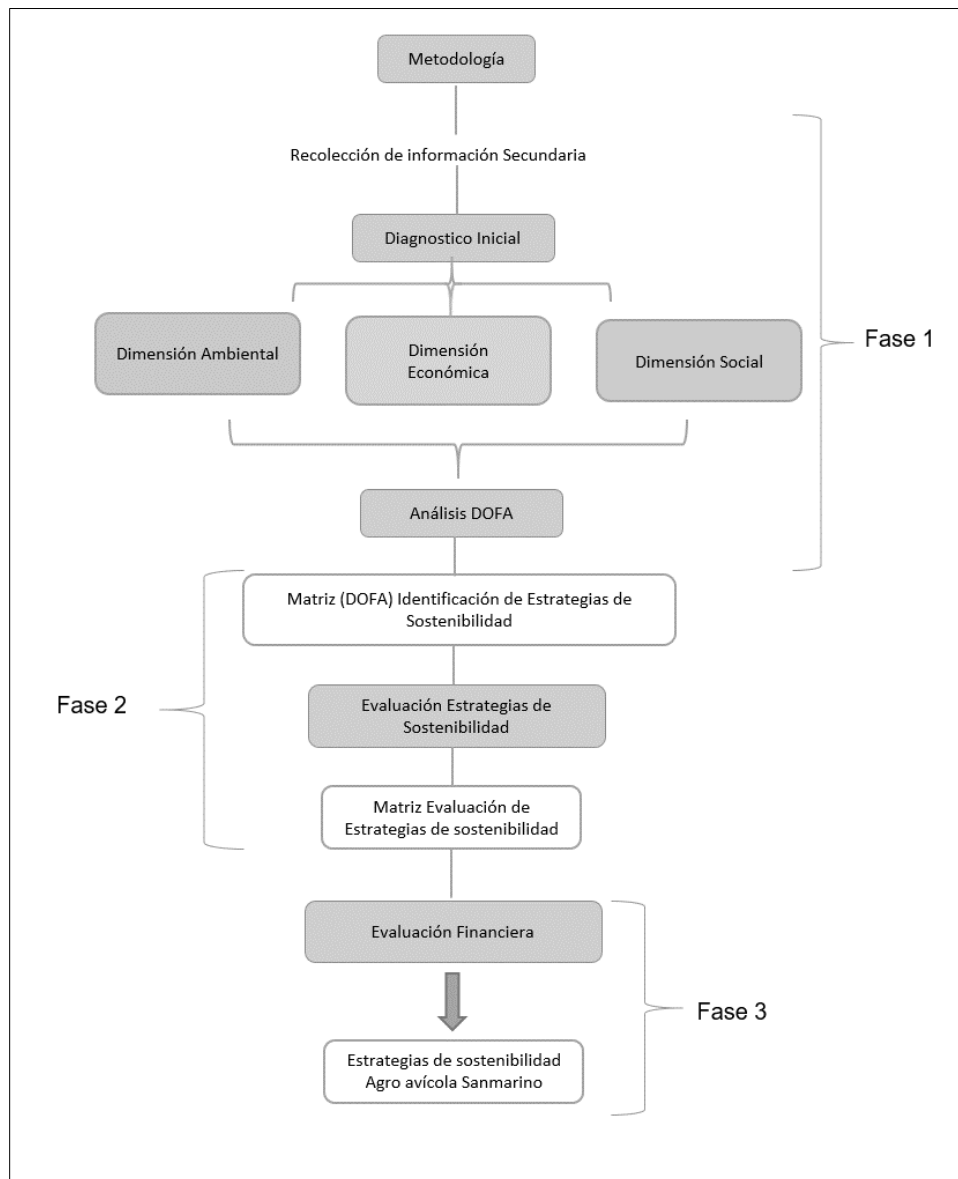 Metodología
Recolección de información Secundaria
Diagnostico Inicial
Dimensión Ambiental
Dimensión
Económica
Dimensión Social
Fase 1
Análisis DOFA
Matriz (DOFA) Identificación de Estrategias de
Sostenibilidad
Fase 2
Evaluación Estrategias de
Sostenibilidad
Matriz Evaluación de
Estrategias de sostenibilidad
Evaluación Financiera
Fase 3
Estrategias de sostenibilidad
Agro avícola Sanmarino